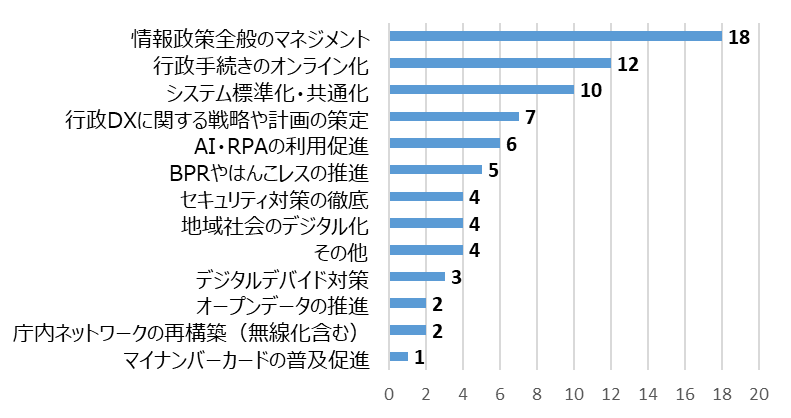 情報政策全般のマネジメント 18
行政手続きのオンライン化 12
システム標準化・共通化 10
行政DXに関する戦略や計画の策定 7
AI・RPAの利用促進 6
BPRやはんこレスの推進 5
セキュリティ対策の徹底 4
地域社会のデジタル化 4
その他 4
デジタルデバイド対策 3
オープンデータの推進 2
庁内ネットワークの再構築（無線化含む） 2
マイナンバーカードの普及促進 1
0 2 4 6 8 10 12 14 16 18 20